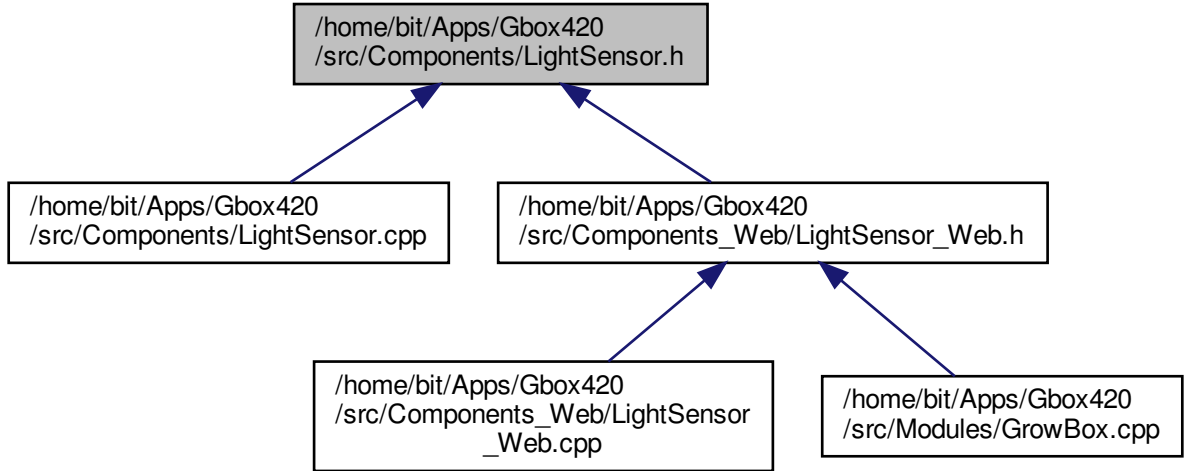 /home/bit/Apps/Gbox420
/src/Components/LightSensor.h
/home/bit/Apps/Gbox420
/src/Components/LightSensor.cpp
/home/bit/Apps/Gbox420
/src/Components_Web/LightSensor_Web.h
/home/bit/Apps/Gbox420
/src/Components_Web/LightSensor
_Web.cpp
/home/bit/Apps/Gbox420
/src/Modules/GrowBox.cpp